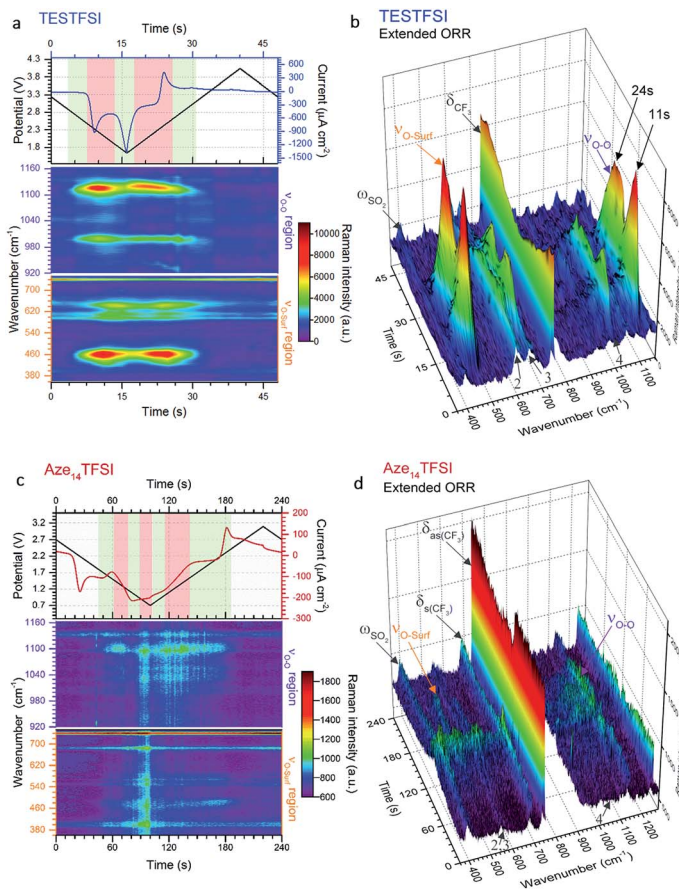 a TESTFSI
Time (s)
0 15 30 45
4.3
3.8
3.3
2.8
2.3
1.8
Potential (V)
600
300
0
-300
-600
-900
-1200
-1500
Current (µA cm⁻²)
1160
1100
1040
980
920
700
620
540
460
380
Wavenumber (cm⁻¹)
ν O-O region
ν O-Surf region
10000
8000
6000
4000
2000
0
Raman intensity (a.u.)
0 15 30 45
Time (s)
b TESTFSI
Extended ORR
δCF₃
νO-Surf
ωSO₂
νO-O
24s
11s
2
3
4
45
30
15
0
Time (s)
400 500 600 700 800 900 1000 1100
Wavenumber (cm⁻¹)
c Aze₁₄TFSI
Time (s)
0 60 120 180 240
3.2
2.7
2.2
1.7
1.2
0.7
Potential (V)
200
100
0
-100
-200
-300
Current (µA cm⁻²)
1160
1100
1040
980
920
700
620
540
460
380
Wavenumber (cm⁻¹)
ν O-O region
ν O-Surf region
1800
1600
1400
1200
1000
800
600
Raman intensity (a.u.)
0 60 120 180 240
Time (s)
d Aze₁₄TFSI
Extended ORR
δas(CF₃)
δs(CF₃)
ωSO₂
νO-Surf
νO-O
2
3
4
240
180
120
60
0
Time (s)
400 500 600 700 800 900 1000 1100 1200
Wavenumber (cm⁻¹)